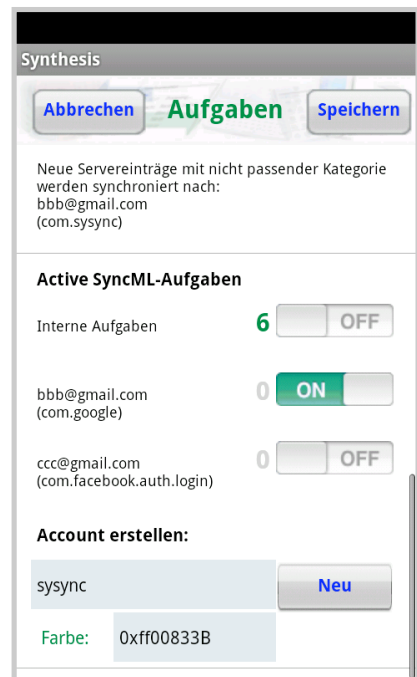 Synthesis
Abbrechen Aufgaben Speichern
Neue Servereinträge mit nicht passender Kategorie
werden synchroniert nach:
bbb@gmail.com
(com.sysync)
Active SyncML-Aufgaben
Interne Aufgaben 6 OFF
bbb@gmail.com 0 ON
(com.google)
ccc@gmail.com 0 OFF
(com.facebook.auth.login)
Account erstellen:
sysync Neu
Farbe: 0xff00833B